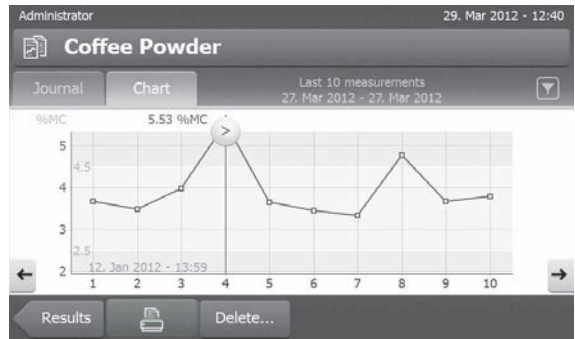 Administrator 29. Mar 2012 - 12:40
Coffee Powder
Journal Chart Last 10 measurements
27. Mar 2012 - 27. Mar 2012
%MC 5.53 %MC
>
5
4.5
4
3
2.5
2 12. Jan 2012 - 13:59
1 2 3 4 5 6 7 8 9 10
Results Delete...